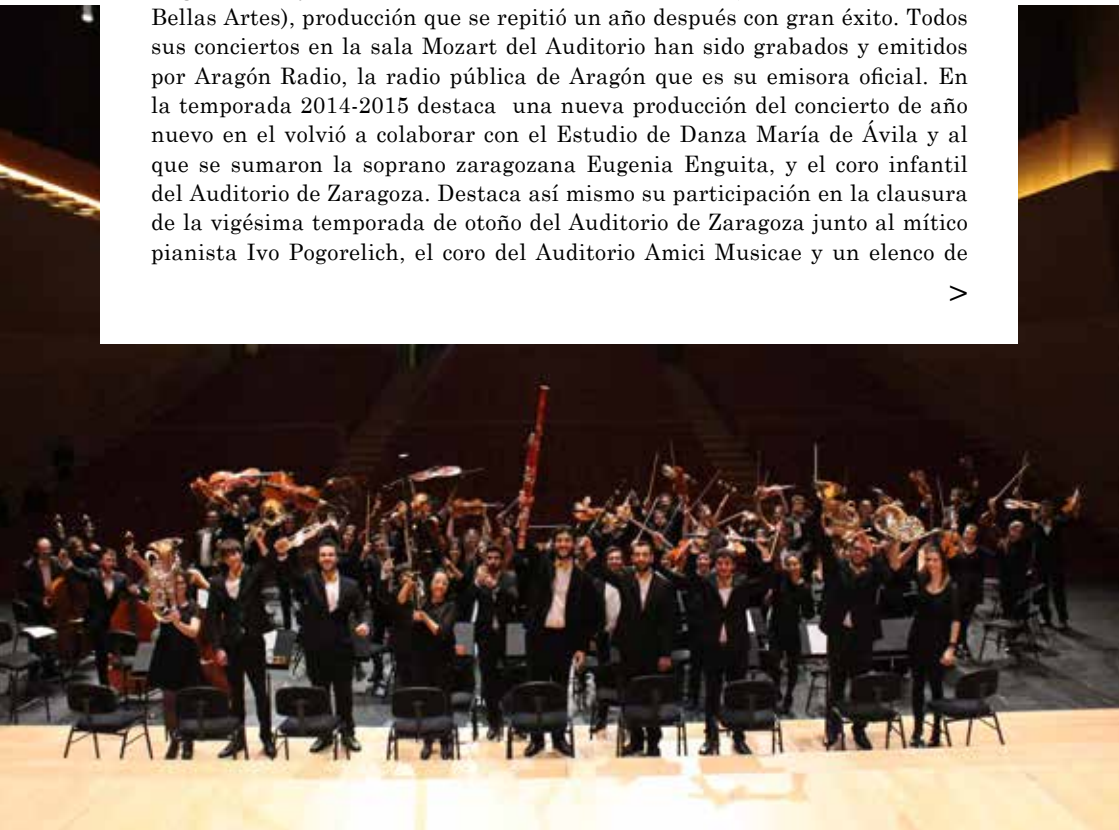 Bellas Artes), producción que se repitió un año después con gran éxito. Todos
sus conciertos en la sala Mozart del Auditorio han sido grabados y emitidos
por Aragón Radio, la radio pública de Aragón que es su emisora oficial. En
la temporada 2014-2015 destaca  una nueva producción del concierto de año
nuevo en el volvió a colaborar con el Estudio de Danza María de Ávila y al
que se sumaron la soprano zaragozana Eugenia Enguita, y el coro infantil
del Auditorio de Zaragoza. Destaca así mismo su participación en la clausura
de la vigésima temporada de otoño del Auditorio de Zaragoza junto al mítico
pianista Ivo Pogorelich, el coro del Auditorio Amici Musicae y un elenco de
>